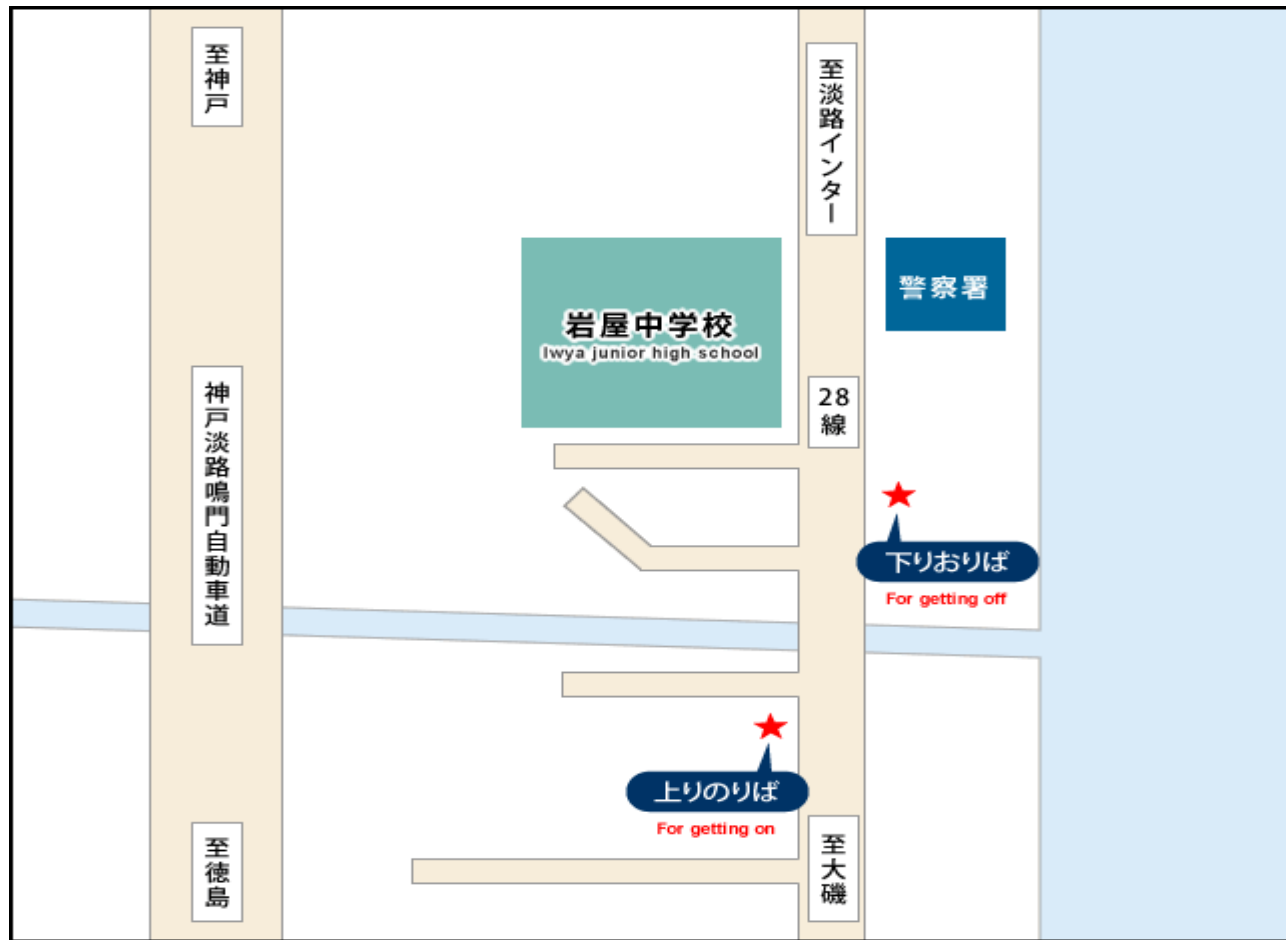 至神戸
至淡路インター
警察署
岩屋中学校
Iwya junior high school
神戸淡路鳴門自動車道
28
線
下りおりば
For getting off
上りのりば
For getting on
至徳島
至大磯